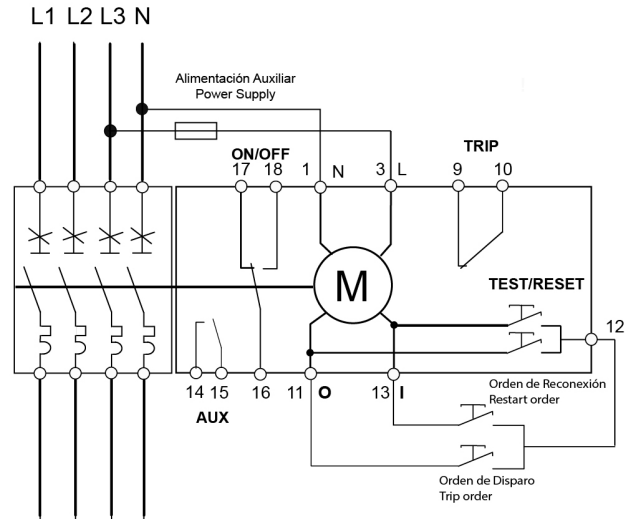 L1 L2 L3 N
Alimentación Auxiliar
Power Supply
ON/OFF
TRIP
17 18 1 N 3 L 9 10
M
TEST/RESET
12
14 15 16 11 O 13 I
AUX
Orden de Reconexión
Restart order
Orden de Disparo
Trip order